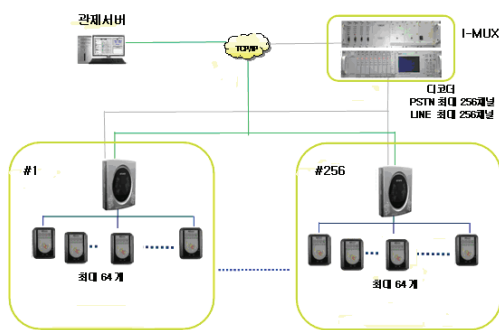 관제서버
TCP/IP
I-MUX
디코더
PSTN 최대 256채널
LINE 최대 256채널
#1
#256
최대 64 개
최대 64 개